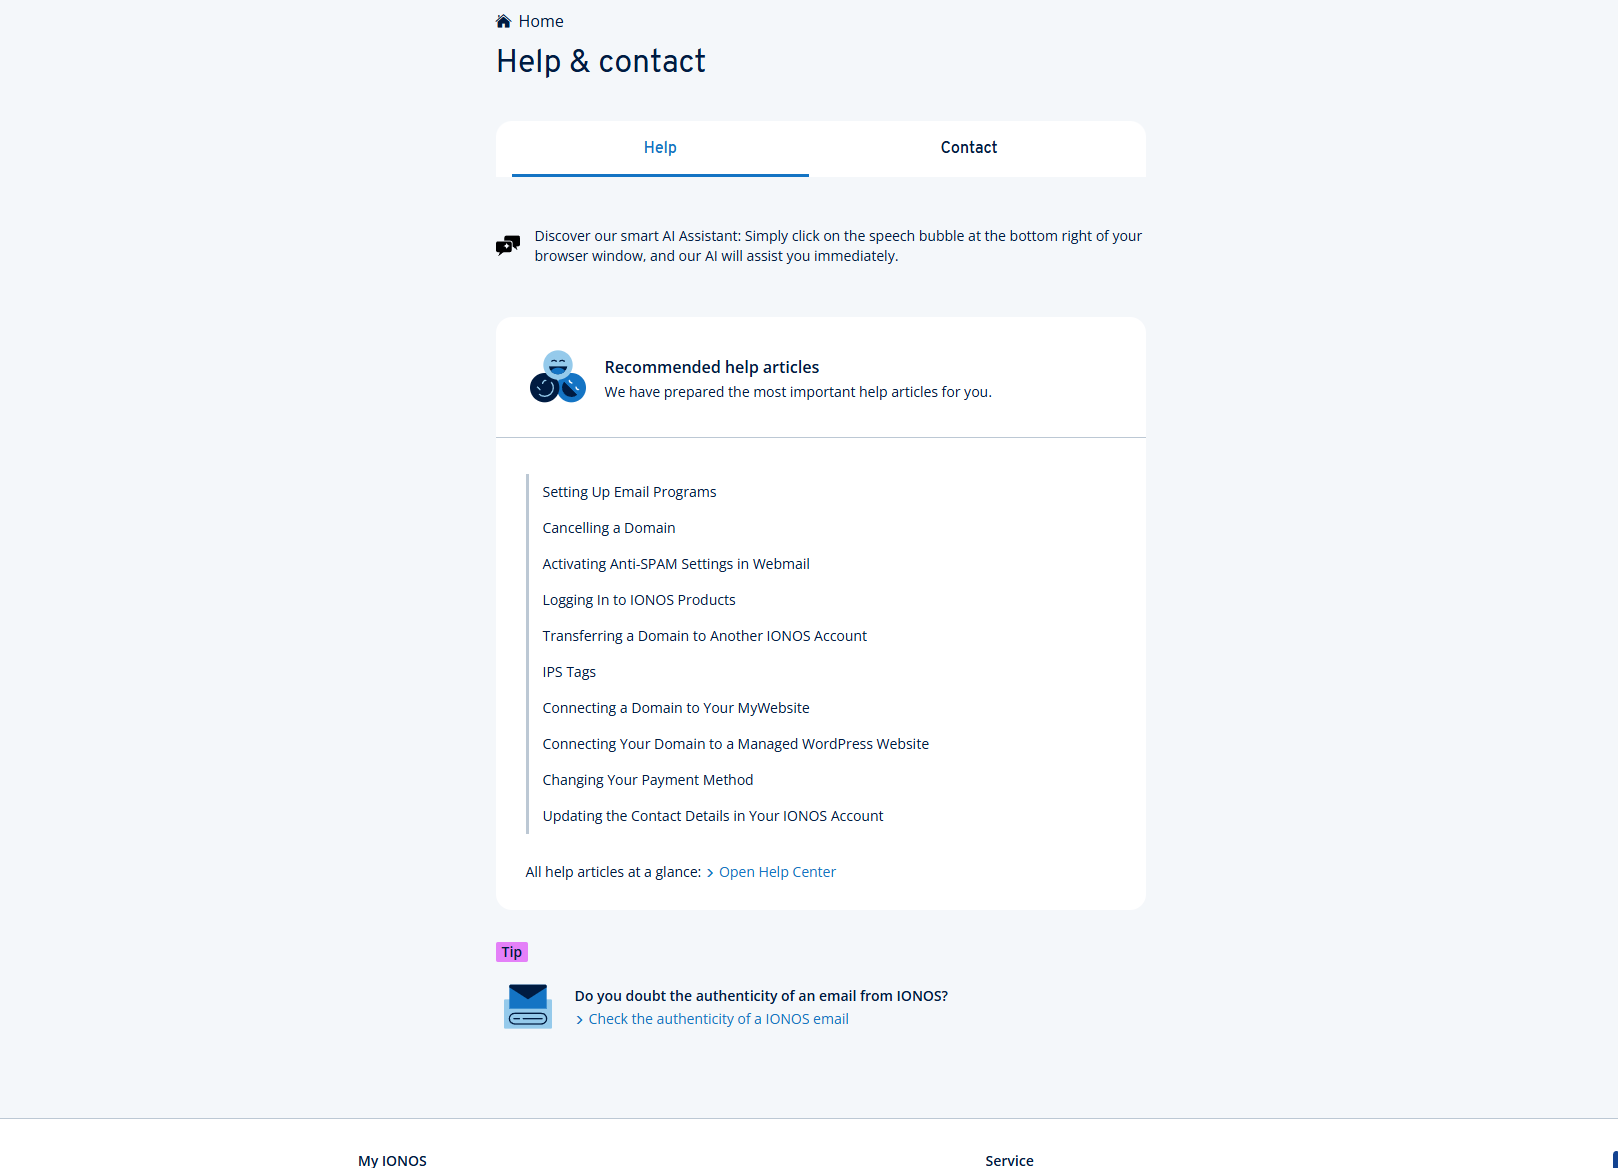 Home
Help & contact
Help
Contact
Discover our smart AI Assistant: Simply click on the speech bubble at the bottom right of your
browser window, and our AI will assist you immediately.
Recommended help articles
We have prepared the most important help articles for you.
Setting Up Email Programs
Cancelling a Domain
Activating Anti-SPAM Settings in Webmail
Logging In to IONOS Products
Transferring a Domain to Another IONOS Account
IPS Tags
Connecting a Domain to Your MyWebsite
Connecting Your Domain to a Managed WordPress Website
Changing Your Payment Method
Updating the Contact Details in Your IONOS Account
All help articles at a glance: > Open Help Center
Tip
Do you doubt the authenticity of an email from IONOS?
> Check the authenticity of a IONOS email
My IONOS
Service